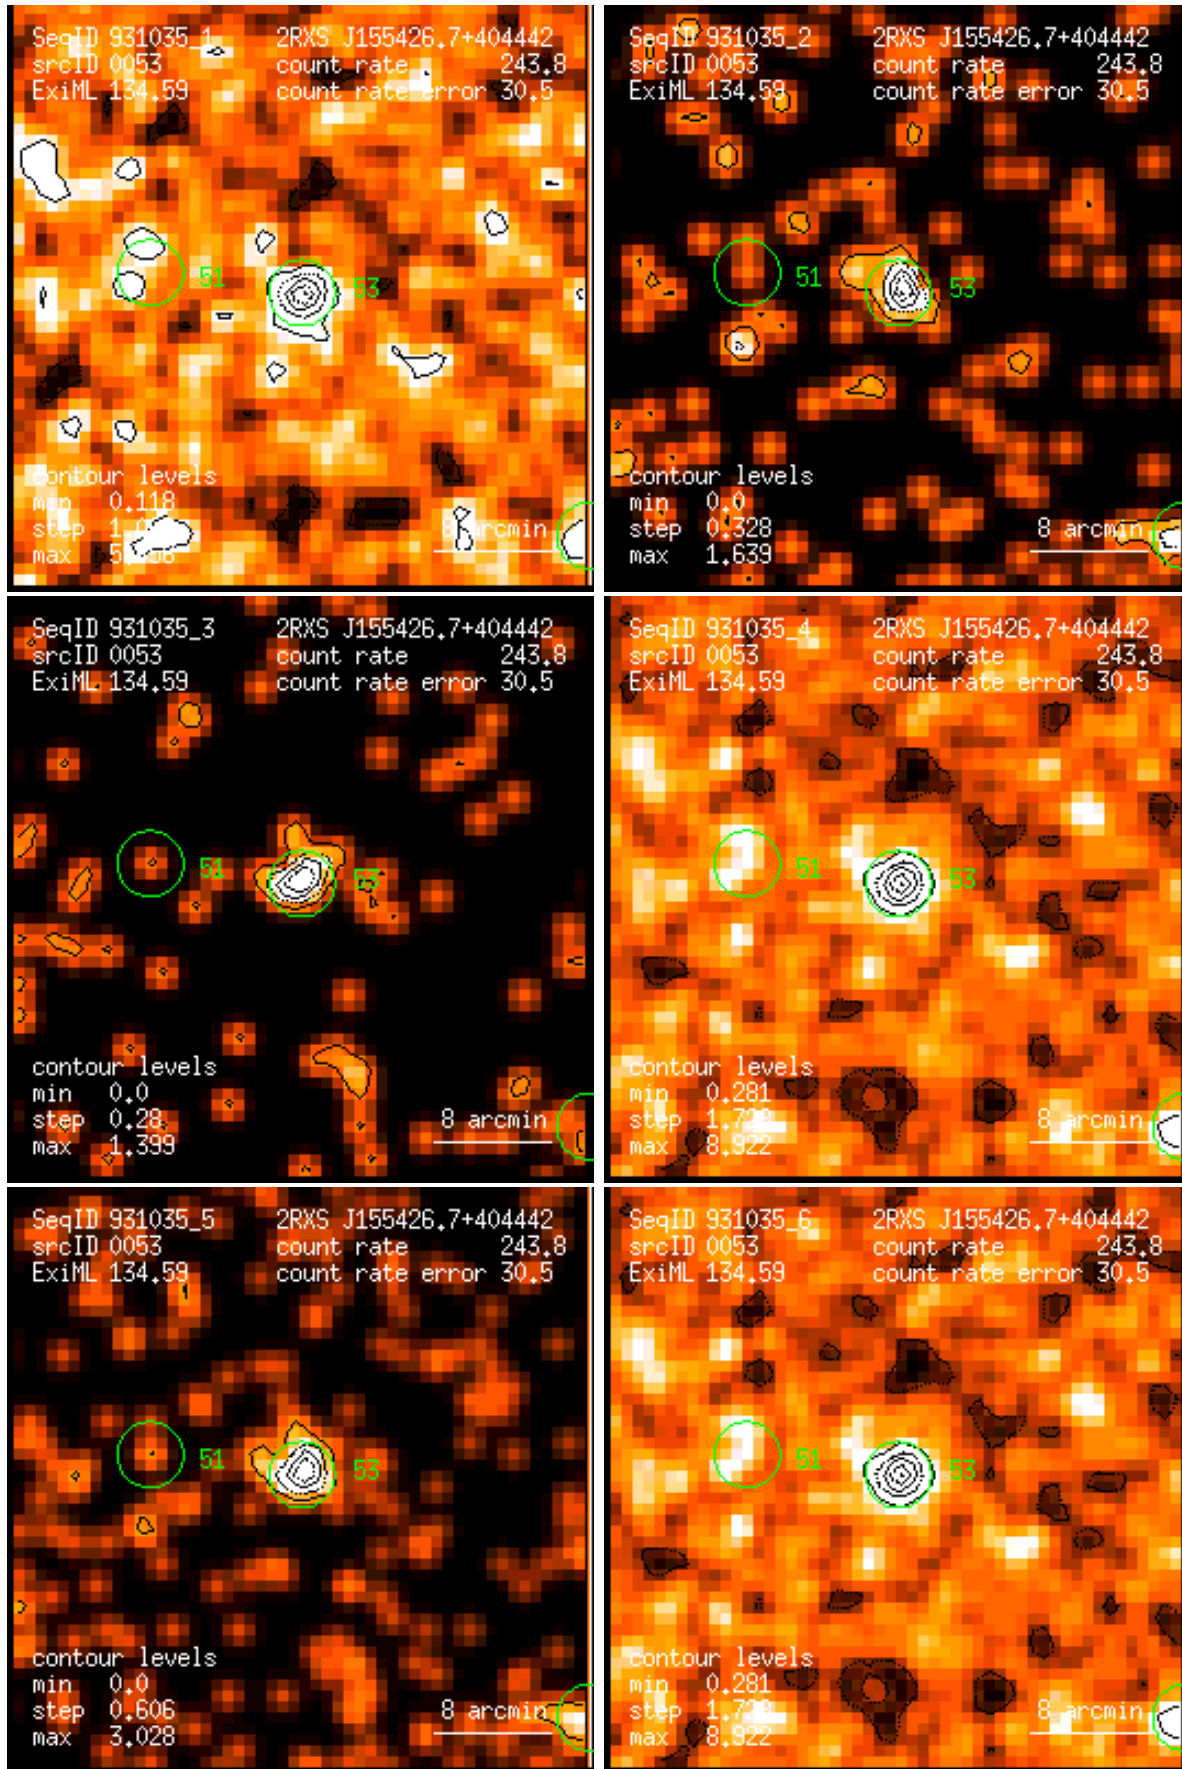 SeqID 931035_1 2RXS J155426.7+404442
srcID 0053 count rate 243.8
ExiML 134.59 count rate error 30.5
51 53
contour levels
min 0.118
step 8 arcmin
max
SeqID 931035_2 2RXS J155426.7+404442
srcID 0053 count rate 243.8
ExiML 134.59 count rate error 30.5
51 53
contour levels
min 0.0
step 0.328 8 arcmin
max 1.639
SeqID 931035_3 2RXS J155426.7+404442
srcID 0053 count rate 243.8
ExiML 134.59 count rate error 30.5
51 53
contour levels
min 0.0
step 0.28 8 arcmin
max 1.399
SeqID 931035_4 2RXS J155426.7+404442
srcID 0053 count rate 243.8
ExiML 134.59 count rate error 30.5
51 53
contour levels
min 0.281
step 8 arcmin
max 8.922
SeqID 931035_5 2RXS J155426.7+404442
srcID 0053 count rate 243.8
ExiML 134.59 count rate error 30.5
51 53
contour levels
min 0.0
step 0.606 8 arcmin
max 3.028
SeqID 931035_6 2RXS J155426.7+404442
srcID 0053 count rate 243.8
ExiML 134.59 count rate error 30.5
51 53
contour levels
min 0.281
step 8 arcmin
max 8.922